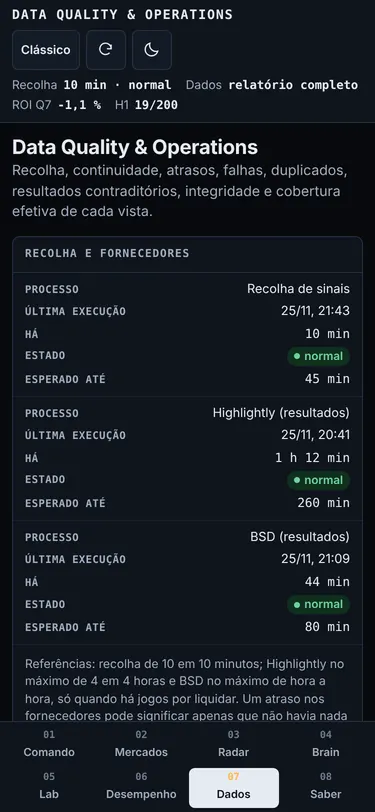 DATA QUALITY & OPERATIONS
Clássico
Recolha 10 min · normal Dados relatório completo
ROI Q7 -1,1 % H1 19/200
Data Quality & Operations
Recolha, continuidade, atrasos, falhas, duplicados,
resultados contraditórios, integridade e cobertura
efetiva de cada vista.
RECOLHA E FORNECEDORES
PROCESSO Recolha de sinais
ÚLTIMA EXECUÇÃO 25/11, 21:43
HÁ 10 min
ESTADO normal
ESPERADO ATÉ 45 min
PROCESSO Highlightly (resultados)
ÚLTIMA EXECUÇÃO 25/11, 20:41
HÁ 1 h 12 min
ESTADO normal
ESPERADO ATÉ 260 min
PROCESSO BSD (resultados)
ÚLTIMA EXECUÇÃO 25/11, 21:09
HÁ 44 min
ESTADO normal
ESPERADO ATÉ 80 min
Referências: recolha de 10 em 10 minutos; Highlightly no
máximo de 4 em 4 horas e BSD no máximo de hora a
hora, só quando há jogos por liquidar. Um atraso nos
fornecedores pode significar apenas que não havia nada
01 02 03 04
Comando Mercados Radar Brain
05 06 07 08
Lab Desempenho Dados Saber